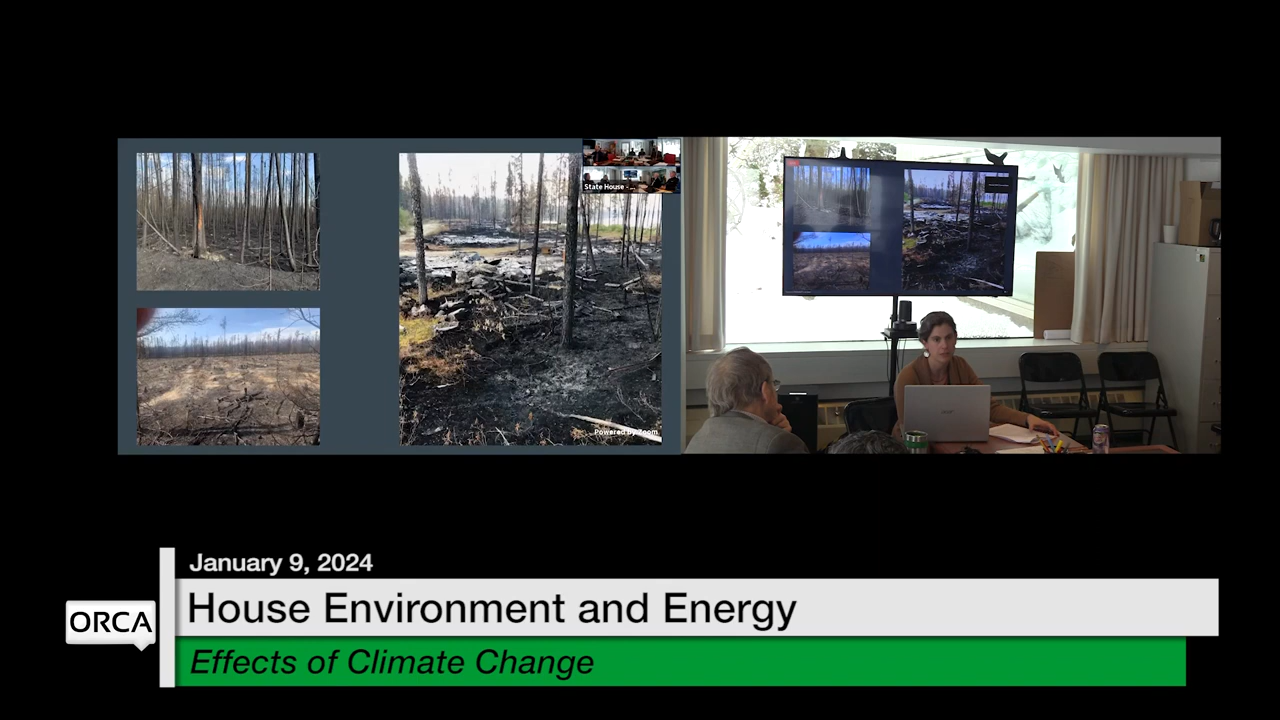 State House - ...
Powered by Zoom
January 9, 2024
House Environment and Energy
ORCA
Effects of Climate Change